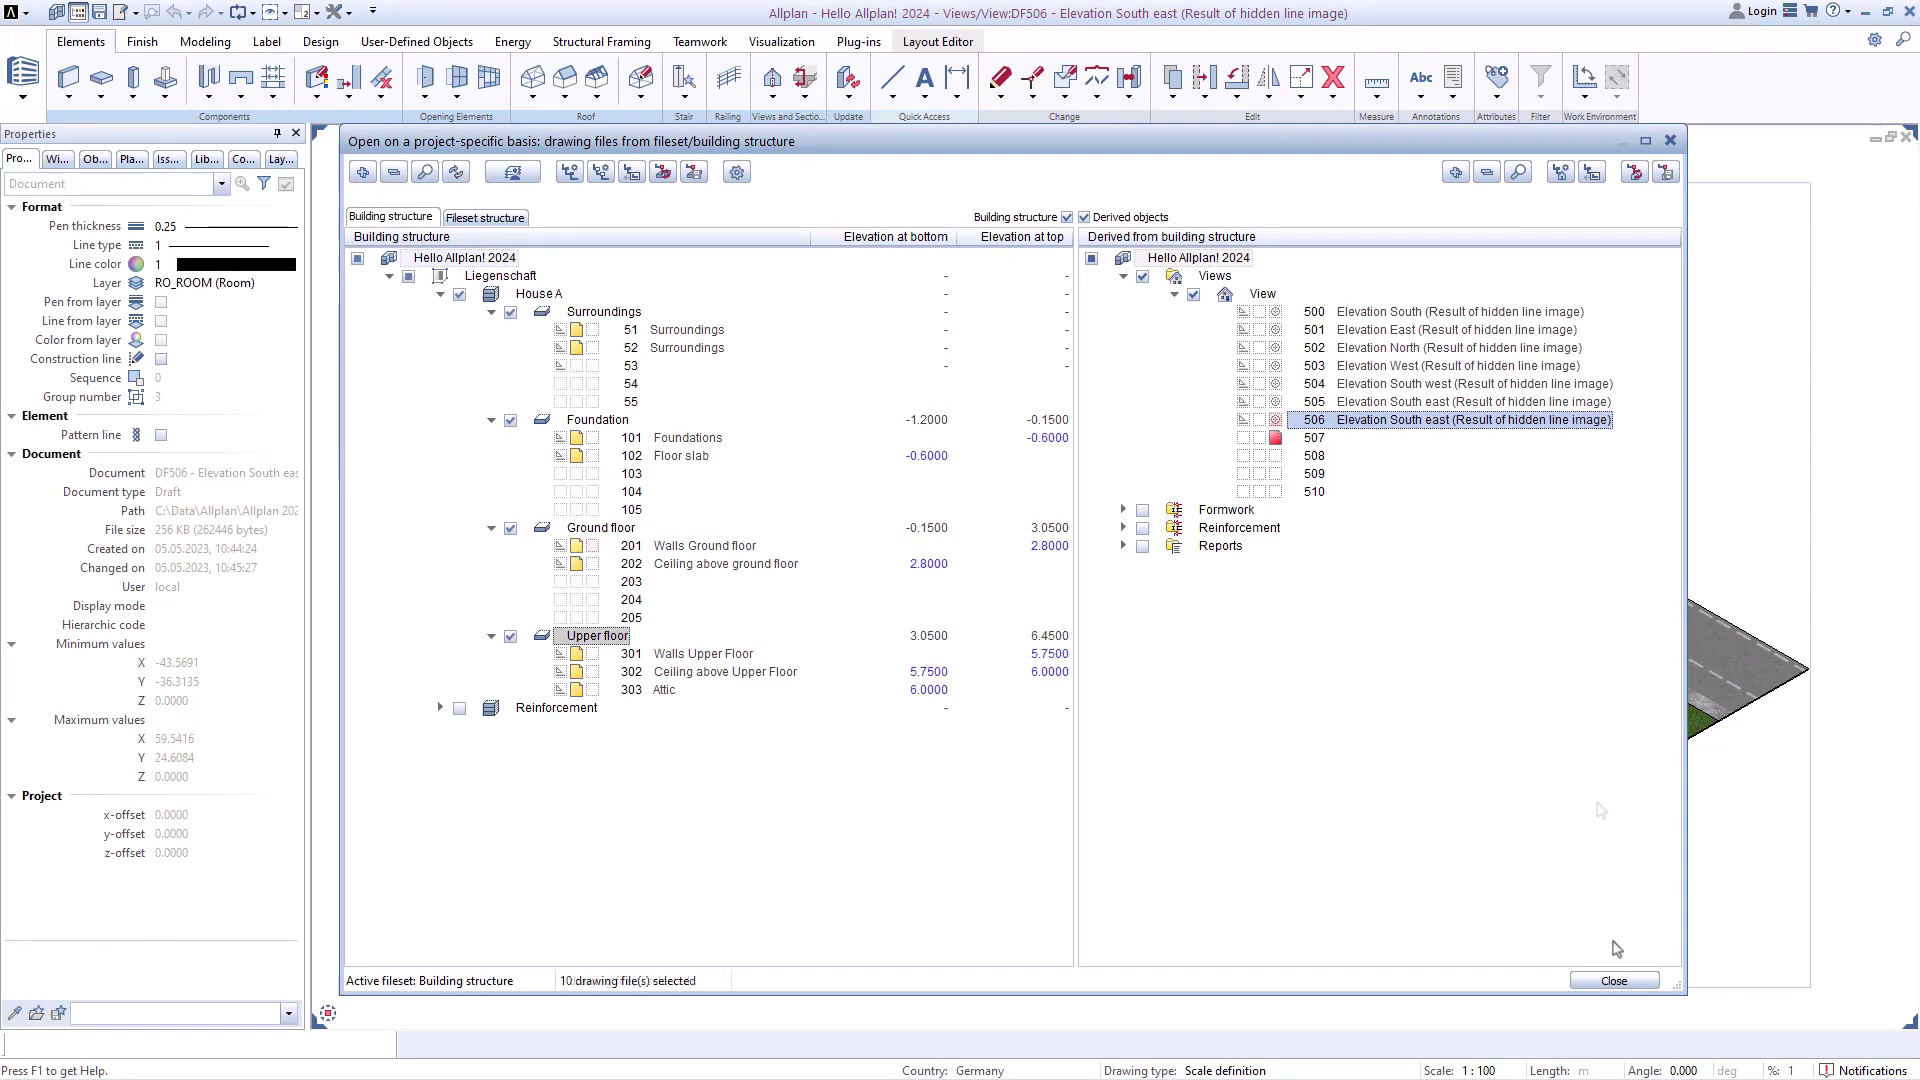 Allplan - Hello Allplan! 2024 - Views/View:DF506 - Elevation South east (Result of hidden line image)
Login
Elements Finish Modeling Label Design User-Defined Objects Energy Structural Framing Teamwork Visualization Plug-ins Layout Editor
Abc
Components Opening Elements Roof Stair Railing Views and Sectio... Update Quick Access Change Edit Measure Annotations Attributes Filter Work Environment
Properties
Pro... Wi... Ob... Pla... Iss... Lib... Co... Lay...
Document
Format
Pen thickness 0.25
Line type 1
Line color 1
Layer RO_ROOM (Room)
Pen from layer
Line from layer
Color from layer
Construction line
Sequence 0
Group number 3
Element
Pattern line
Document
Document DF506 - Elevation South eas
Document type Draft
Path C:\Data\Allplan\Allplan 202
File size 256 KB (262446 bytes)
Created on 05.05.2023, 10:44:24
Changed on 05.05.2023, 10:45:27
User local
Display mode
Hierarchic code
Minimum values
X -43.5691
Y -36.3135
Z 0.0000
Maximum values
X 59.5416
Y 24.6084
Z 0.0000
Project
x-offset 0.0000
y-offset 0.0000
z-offset 0.0000
Open on a project-specific basis: drawing files from fileset/building structure
Building structure Fileset structure Building structure Derived objects
Building structure Elevation at bottom Elevation at top
Hello Allplan! 2024
Liegenschaft - -
House A - -
Surroundings - -
51 Surroundings - -
52 Surroundings - -
53 - -
54
55
Foundation -1.2000 -0.1500
101 Foundations -0.6000
102 Floor slab -0.6000
103
104
105
Ground floor -0.1500 3.0500
201 Walls Ground floor 2.8000
202 Ceiling above ground floor 2.8000
203
204
205
Upper floor 3.0500 6.4500
301 Walls Upper Floor 5.7500
302 Ceiling above Upper Floor 5.7500 6.0000
303 Attic 6.0000
Reinforcement - -
Derived from building structure
Hello Allplan! 2024
Views
View
500 Elevation South (Result of hidden line image)
501 Elevation East (Result of hidden line image)
502 Elevation North (Result of hidden line image)
503 Elevation West (Result of hidden line image)
504 Elevation South west (Result of hidden line image)
505 Elevation South east (Result of hidden line image)
506 Elevation South east (Result of hidden line image)
507
508
509
510
Formwork
Reinforcement
Reports
Active fileset: Building structure 10 drawing file(s) selected
Close
Press F1 to get Help. Country: Germany Drawing type: Scale definition Scale: 1 : 100 Length: m Angle: 0.000 deg %: 1 Notifications